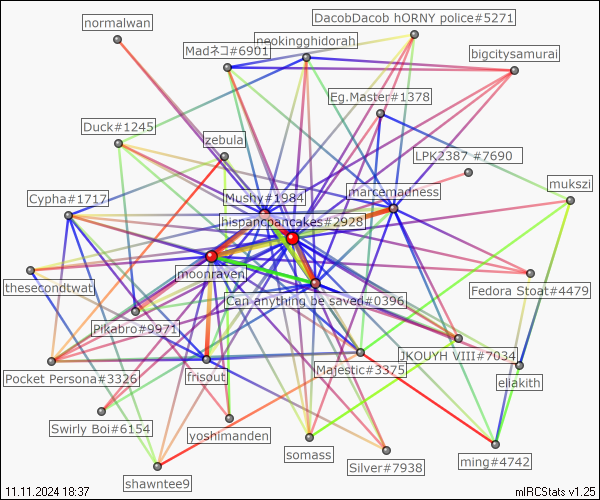 normalwan
DacobDacob hORNY police#5271
neokingghidorah
Madネコ#6901
bigcitysamurai
Eg.Master#1378
Duck#1245
zebula
LPK2387 #7690
marcemadness
mukszi
Cypha#1717
Mushy#1984
hispancpancakes#2928
moonraven
thesecondtwat
Fedora Stoat#4479
Can anything be saved#0396
Pikabro#9971
JKOUYH VIII#7034
Majestic#3375
Pocket Persona#3326
frisout
eliakith
Swirly Boi#6154
yoshimanden
somass
ming#4742
Silver#7938
shawntee9
11.11.2024 18:37
mIRCStats v1.25